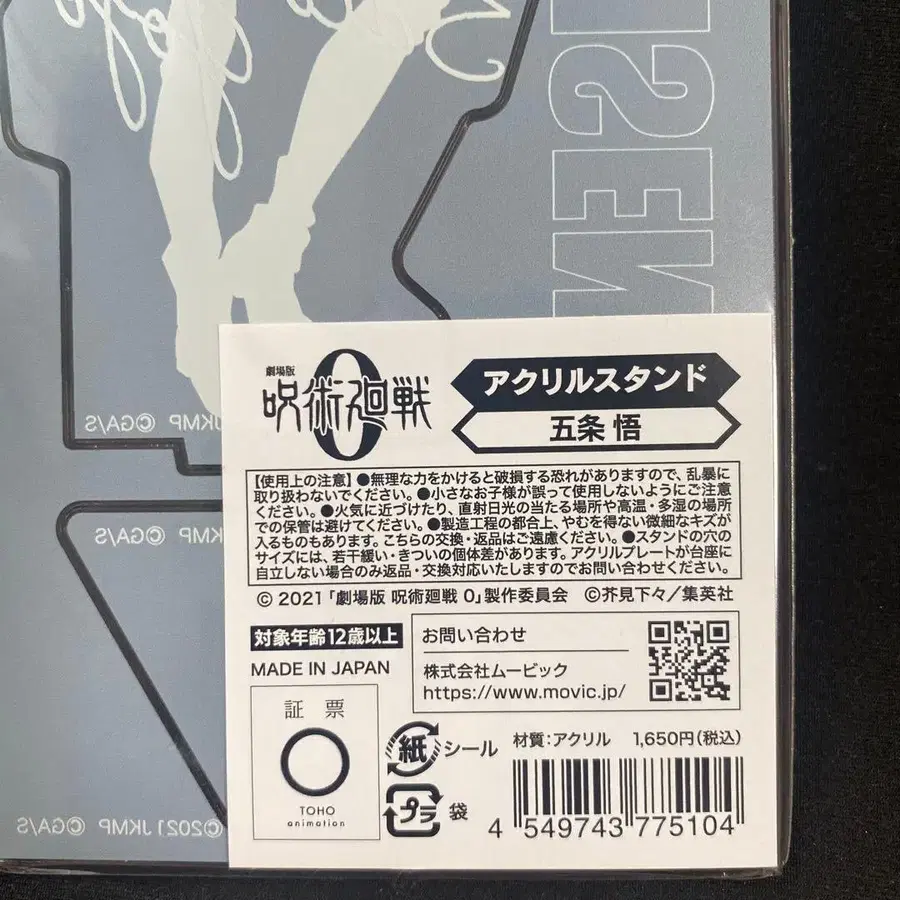 ISEN
JKMP ©GA/S
©GA/S
©2021 JKMP ©GA/S
劇場版
呪術廻戦
0
アクリルスタンド
五条 悟
【使用上の注意】●無理な力をかけると破損する恐れがありますので、乱暴に
取り扱わないでください。●小さなお子様が誤って使用しないようにご注意
ください。●火気に近づけたり、直射日光の当たる場所や高温・多湿の場所
での保管は避けてください。●製造工程の都合上、やむを得ない微細なキズが
入るものもあります。こちらの交換・返品はご遠慮ください。●スタンドの穴の
サイズには、若干緩い・きついの個体差があります。アクリルプレートが台座に
自立しない場合のみ返品・交換対応いたしますのでお問い合わせください。
© 2021「劇場版 呪術廻戦 0」製作委員会 ©芥見下々／集英社
対象年齢12歳以上
MADE IN JAPAN
お問い合わせ
株式会社ムービック
https://www.movic.jp/
証 票
TOHO
animation
紙 シール
プラ 袋
材質：アクリル 1,650円（税込）
4 549743 775104